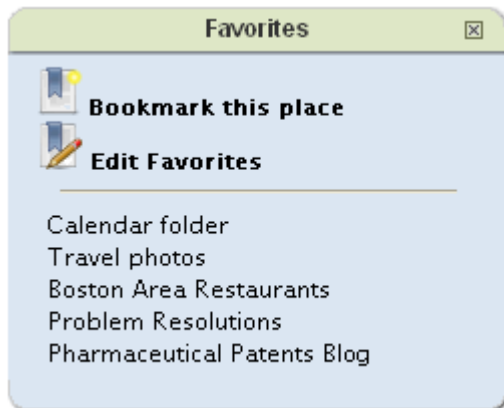 Favorites
Bookmark this place
Edit Favorites
Calendar folder
Travel photos
Boston Area Restaurants
Problem Resolutions
Pharmaceutical Patents Blog